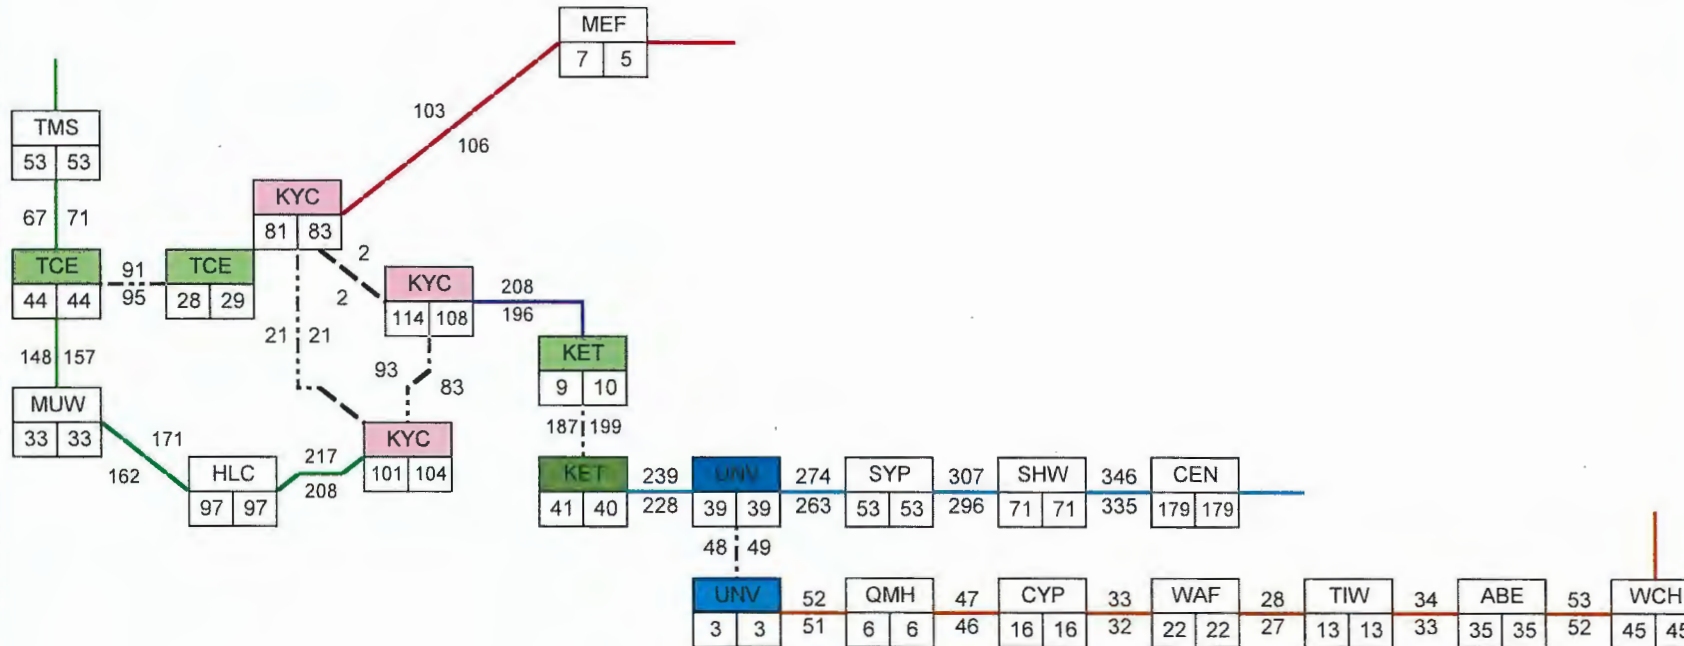 MEF
7 5
103
106
TMS
53 53
67 71
KYC
81 83
TCE
44 44
91
95
TCE
28 29
2
2
KYC
114 108
208
196
21 21
93
83
KET
9 10
148 157
187 199
MUW
33 33
171
162
HLC
97 97
217
208
KYC
101 104
KET
41 40
239
228
UNV
39 39
274
263
SYP
53 53
307
296
SHW
71 71
346
335
CEN
179 179
48 49
UNV
3 3
52
51
QMH
6 6
47
46
CYP
16 16
33
32
WAF
22 22
28
27
TIW
13 13
34
33
ABE
35 35
53
52
WCH
45 45